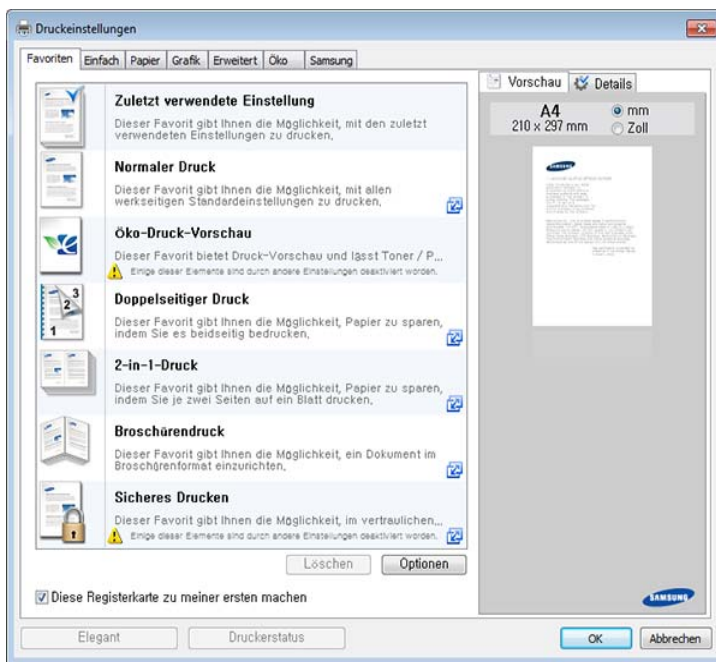 Druckeinstellungen
Favoriten Einfach Papier Grafik Erweitert Öko Samsung
Zuletzt verwendete Einstellung
Dieser Favorit gibt Ihnen die Möglichkeit, mit den zuletzt
verwendeten Einstellungen zu drucken.
Normaler Druck
Dieser Favorit gibt Ihnen die Möglichkeit, mit allen
werkseitigen Standardeinstellungen zu drucken.
Öko-Druck-Vorschau
Dieser Favorit bietet Druck-Vorschau und lässt Toner / P...
Einige dieser Elemente sind durch andere Einstellungen deaktiviert worden.
3
2
1
Doppelseitiger Druck
Dieser Favorit gibt Ihnen die Möglichkeit, Papier zu sparen,
indem Sie es beidseitig bedrucken.
2-in-1-Druck
Dieser Favorit gibt Ihnen die Möglichkeit, Papier zu sparen,
indem Sie je zwei Seiten auf ein Blatt drucken.
Broschürendruck
Dieser Favorit gibt Ihnen die Möglichkeit, ein Dokument im
Broschürenformat einzurichten.
Sicheres Drucken
Dieser Favorit gibt Ihnen die Möglichkeit, im vertraulichen...
Einige dieser Elemente sind durch andere Einstellungen deaktiviert worden.
Löschen Optionen
Diese Registerkarte zu meiner ersten machen
Vorschau Details
A4
210 x 297 mm
mm
Zoll
SAMSUNG
Elegant Druckerstatus OK Abbrechen